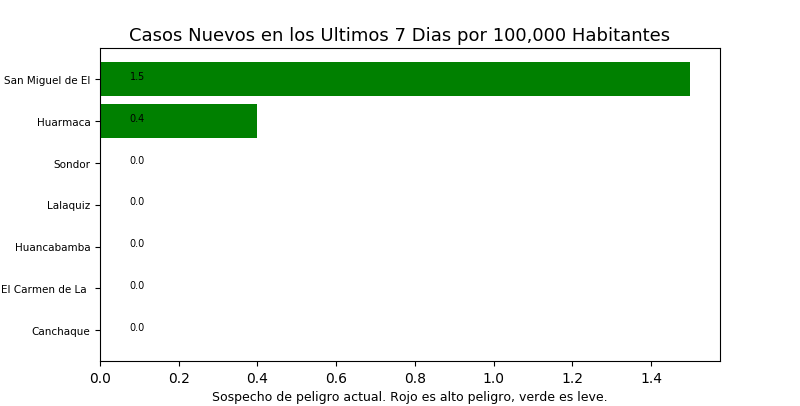 Casos Nuevos en los Ultimos 7 Dias por 100,000 Habitantes
San Miguel de El 1.5
Huarmaca 0.4
Sondor 0.0
Lalaquiz 0.0
Huancabamba 0.0
El Carmen de La 0.0
Canchaque 0.0
0.0 0.2 0.4 0.6 0.8 1.0 1.2 1.4
Sospecho de peligro actual. Rojo es alto peligro, verde es leve.